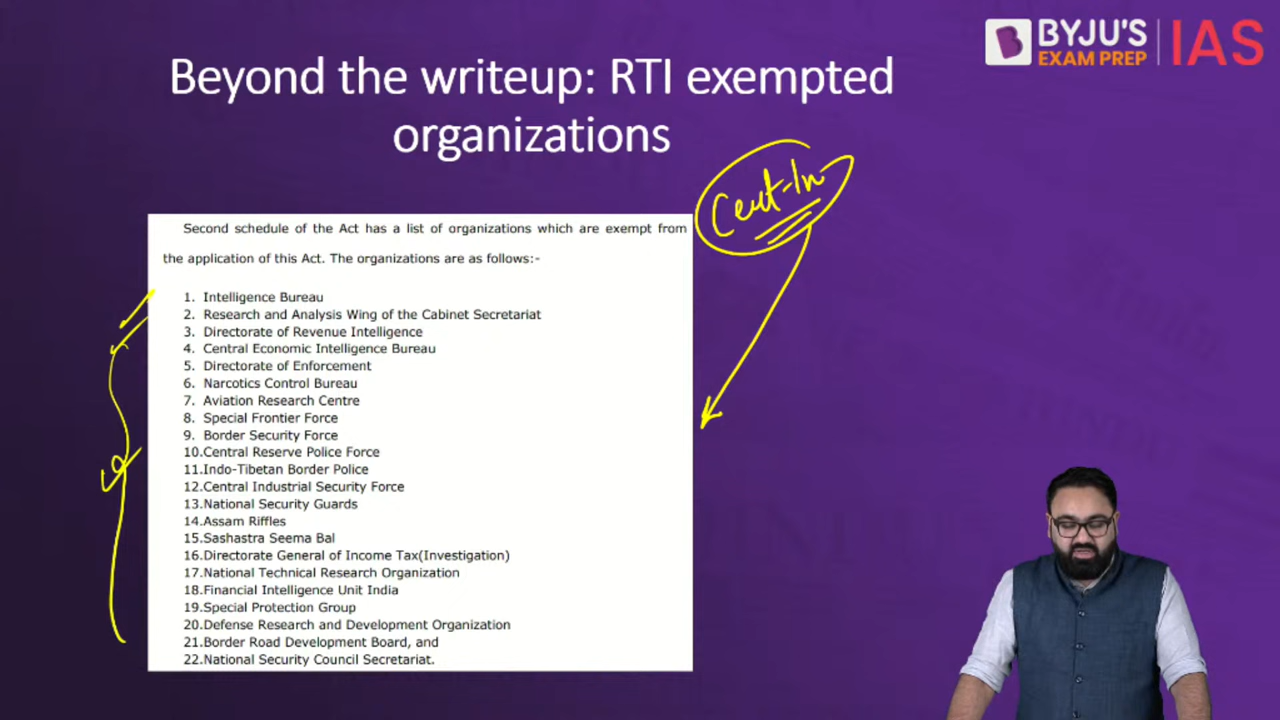 BYJU'S
EXAM PREP
IAS
Beyond the writeup: RTI exempted
organizations
Cert-In
Second schedule of the Act has a list of organizations which are exempt from
the application of this Act. The organizations are as follows:-
1. Intelligence Bureau
2. Research and Analysis Wing of the Cabinet Secretariat
3. Directorate of Revenue Intelligence
4. Central Economic Intelligence Bureau
5. Directorate of Enforcement
6. Narcotics Control Bureau
7. Aviation Research Centre
8. Special Frontier Force
9. Border Security Force
10.Central Reserve Police Force
11.Indo-Tibetan Border Police
12.Central Industrial Security Force
13.National Security Guards
14.Assam Riffles
15.Sashastra Seema Bal
16.Directorate General of Income Tax(Investigation)
17.National Technical Research Organization
18.Financial Intelligence Unit India
19.Special Protection Group
20.Defense Research and Development Organization
21.Border Road Development Board, and
22.National Security Council Secretariat.